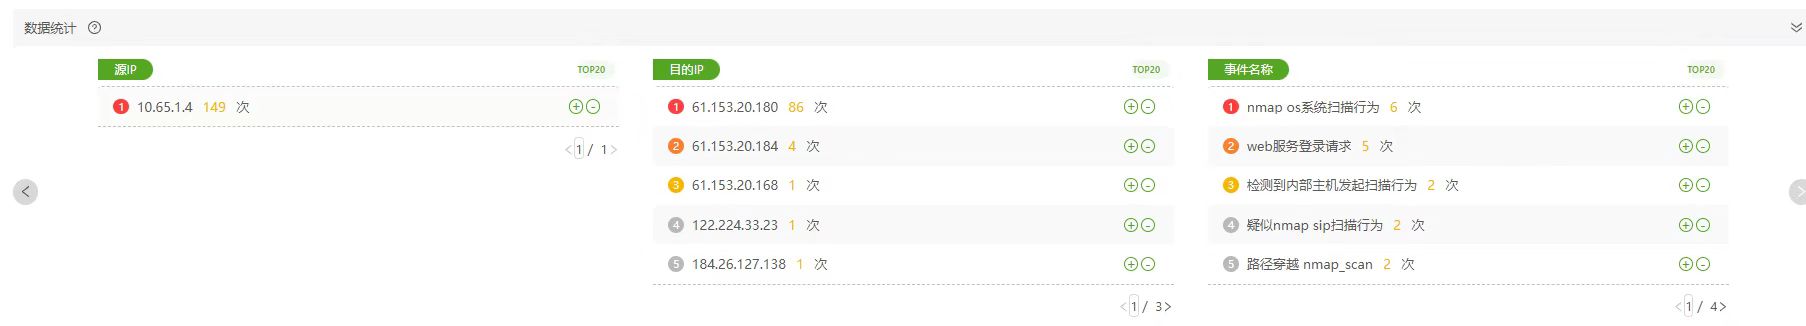 数据统计 ?
源IP TOP20
1 10.65.1.4 149 次
< 1 / 1 >
目的IP TOP20
1 61.153.20.180 86 次
2 61.153.20.184 4 次
3 61.153.20.168 1 次
4 122.224.33.23 1 次
5 184.26.127.138 1 次
< 1 / 3 >
事件名称 TOP20
1 nmap os系统扫描行为 6 次
2 web服务登录请求 5 次
3 检测到内部主机发起扫描行为 2 次
4 疑似nmap sip扫描行为 2 次
5 路径穿越 nmap_scan 2 次
< 1 / 4 >